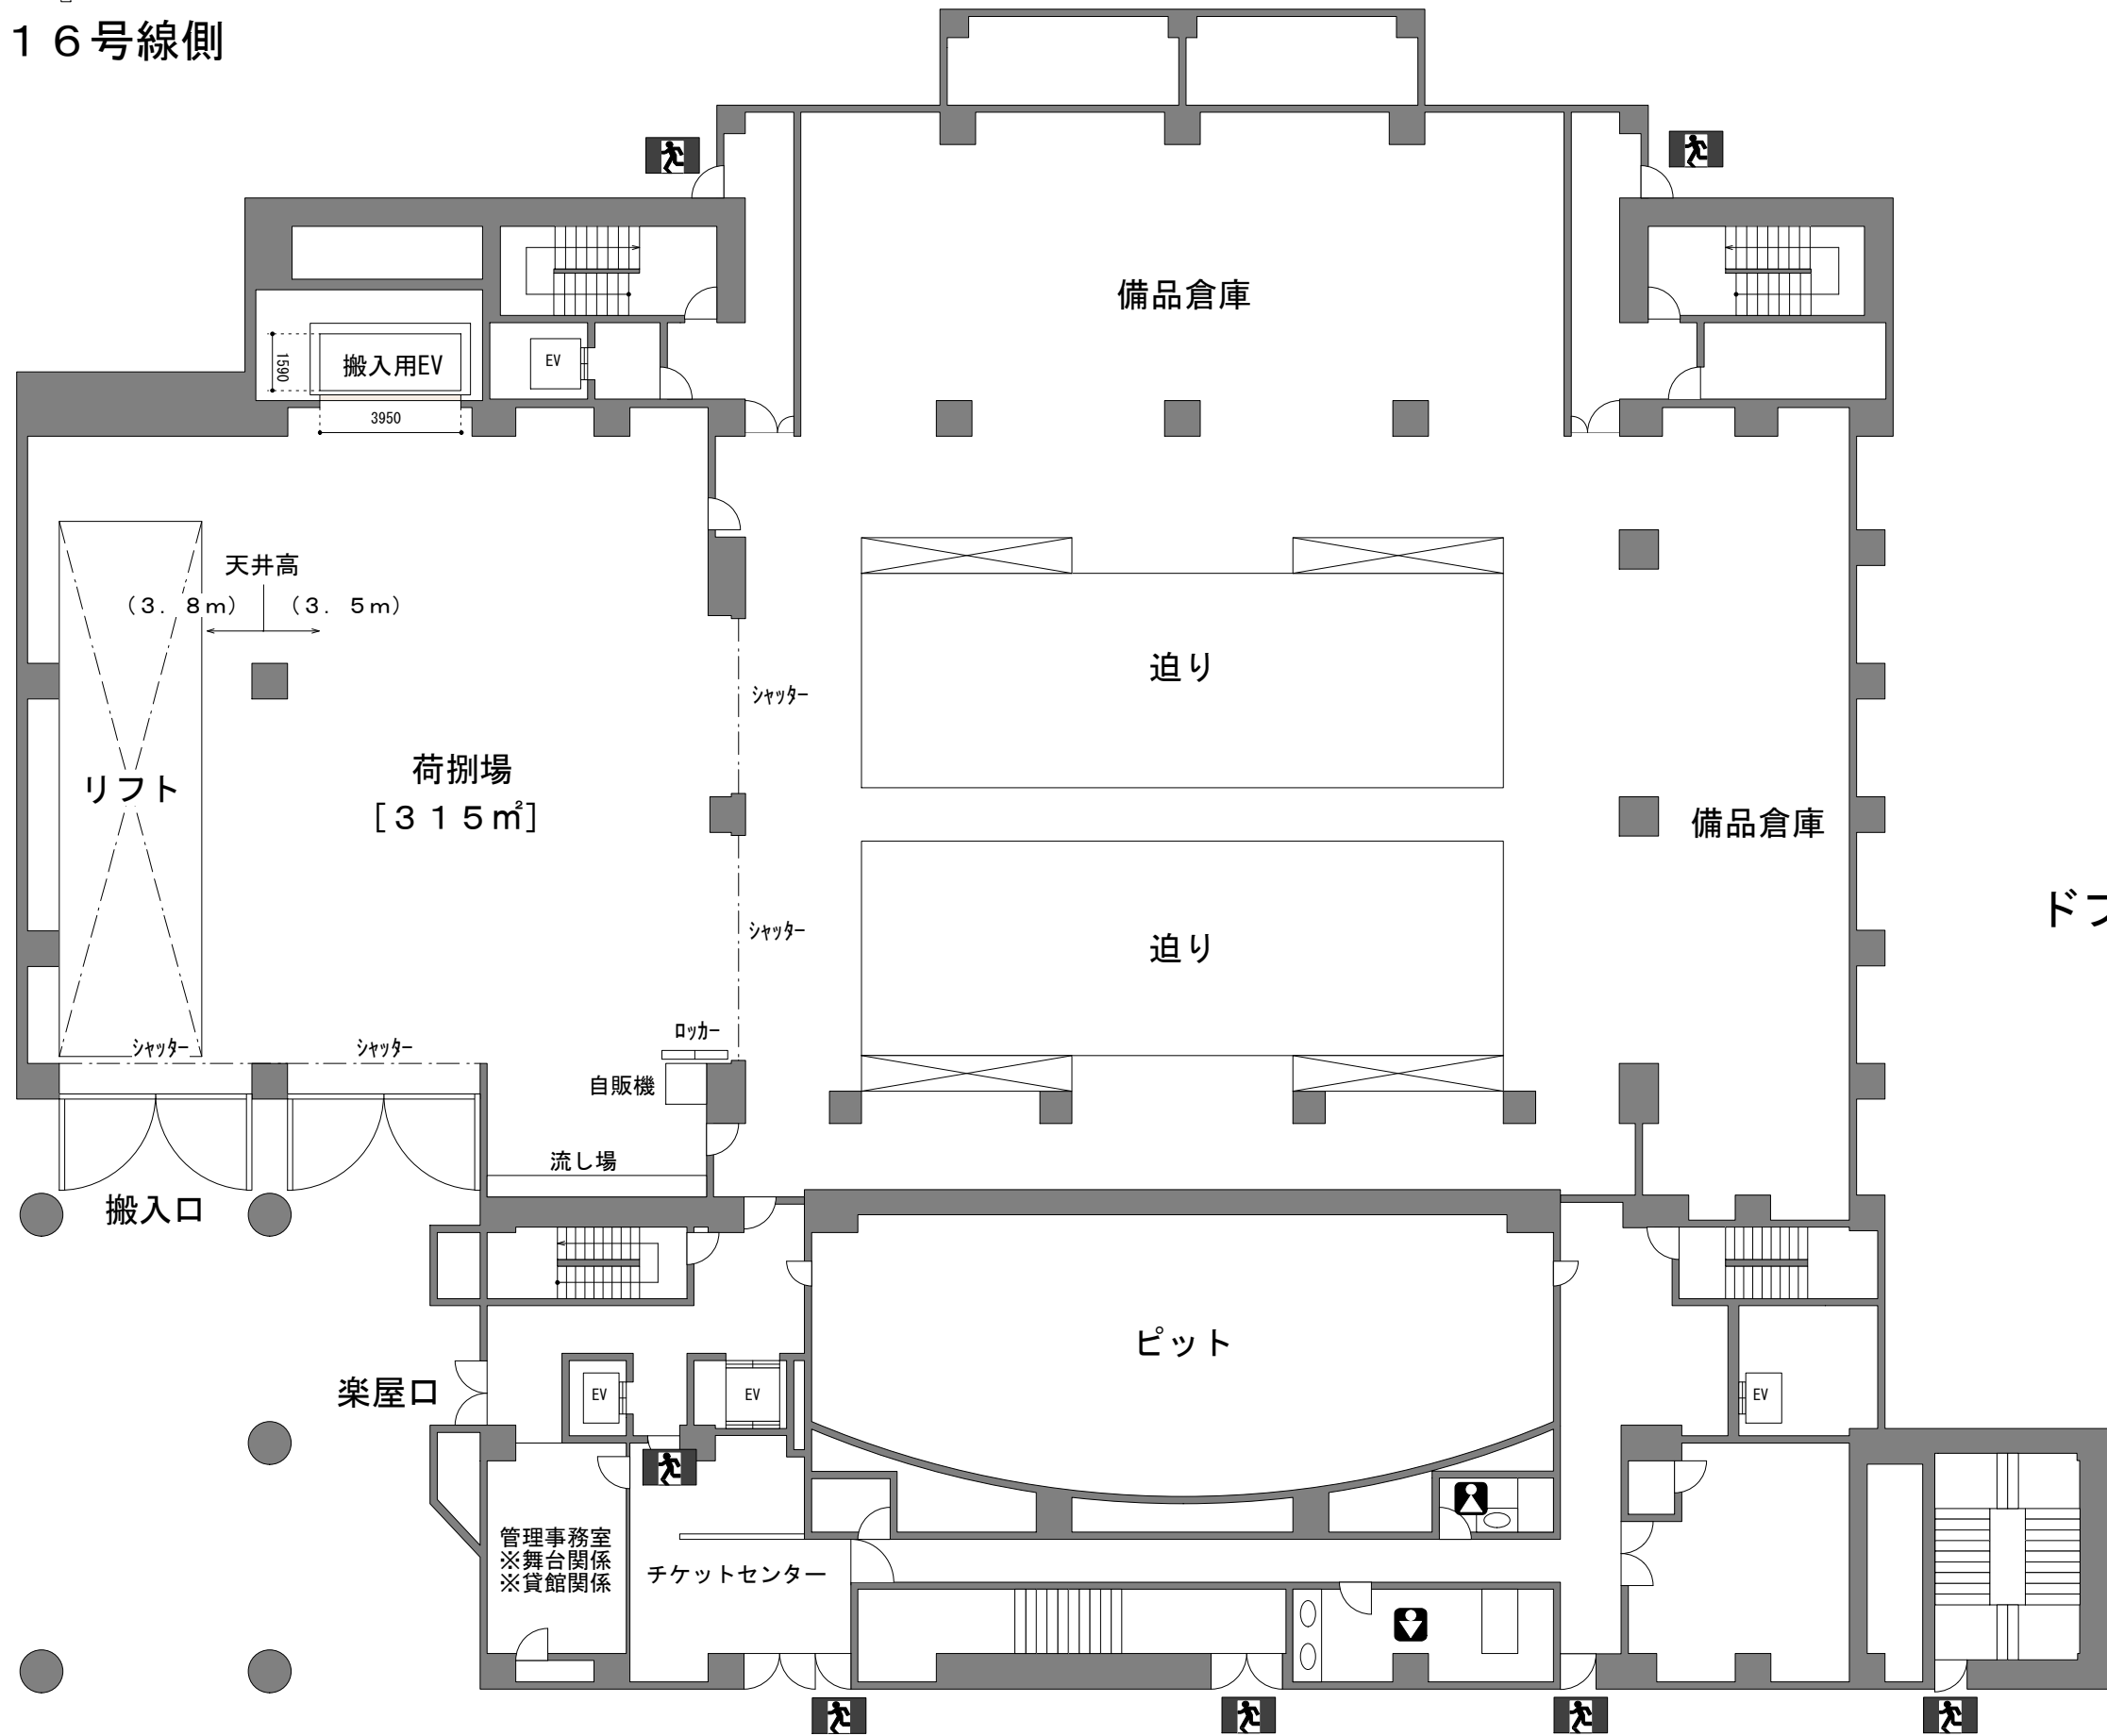 １６号線側
備品倉庫
搬入用EV
1590
3950
EV
天井高
（３．８ｍ）
（３．５ｍ）
迫り
シャッター
リフト
荷捌場
［３１５㎡］
備品倉庫
ドブ
シャッター
迫り
シャッター
シャッター
ロッカー
自販機
流し場
搬入口
ピット
楽屋口
EV
EV
EV
管理事務室
※舞台関係
※貸館関係
チケットセンター